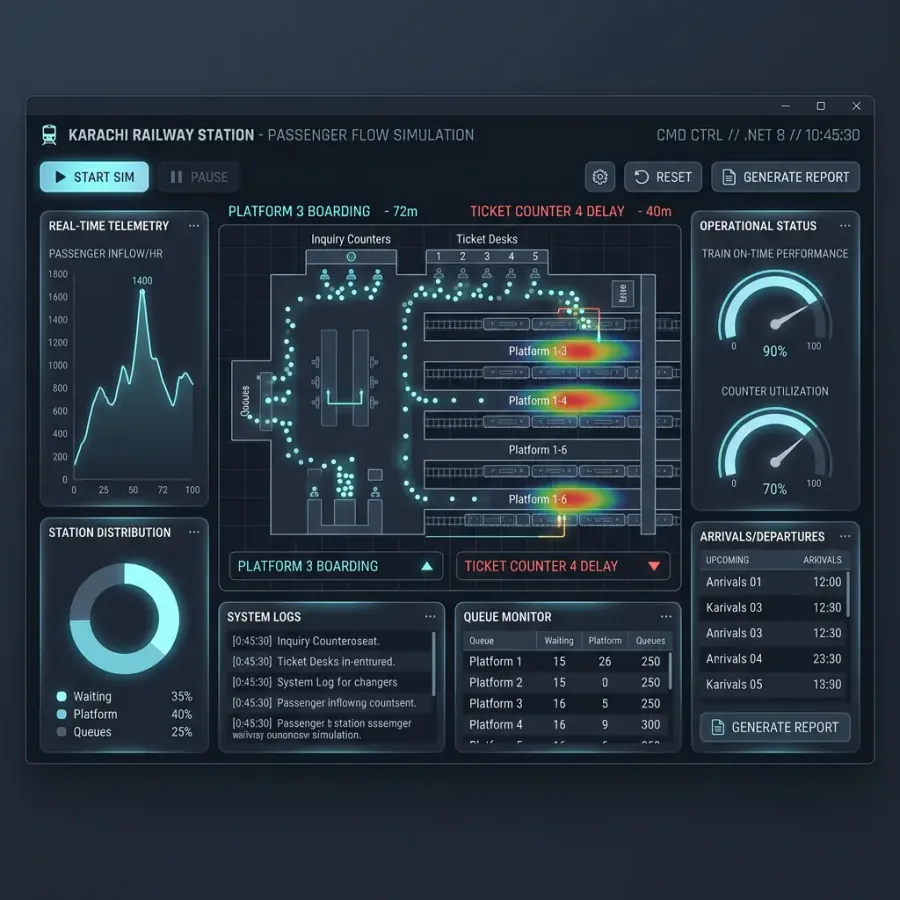 KARACHI RAILWAY STATION - PASSENGER FLOW SIMULATION
CMD CTRL // .NET 8 // 10:45:30
START SIM
PAUSE
RESET
GENERATE REPORT
REAL-TIME TELEMETRY
PASSENGER INFLOW/HR
1800
1600
1400
1200
1000
800
600
400
200
0
1400
0 25 50 72 100
STATION DISTRIBUTION
Waiting 35%
Platform 40%
Queues 25%
PLATFORM 3 BOARDING - 72m
TICKET COUNTER 4 DELAY - 40m
Inquiry Counters
Ticket Desks
1 2 3 4 5
Queues
Platform 1-3
Platform 1-4
Platform 1-6
Platform 1-6
PLATFORM 3 BOARDING
TICKET COUNTER 4 DELAY
SYSTEM LOGS
[0:45:30] Inquiry Counteroseat.
[0:45:30] Ticket Desks in-entured.
[0:45:30] System Log for changers
[0:45:30] Passenger inflowng countsent.
[0:45:30] Passenger station
simulation.
QUEUE MONITOR
Queue Waiting Platform Queues
Platform 1 15 26 250
Platform 2 15 0 250
Platform 3 16 5 250
Platform 4 16 9 300
OPERATIONAL STATUS
TRAIN ON-TIME PERFORMANCE
0 100
90%
COUNTER UTILIZATION
0 100
70%
ARRIVALS/DEPARTURES
UPCOMING ARKIVALS
Anrivals 01 12:00
Karivals 03 12:30
Anrivals 03 12:30
Anrivals 04 23:30
Karivals 05 13:90
GENERATE REPORT